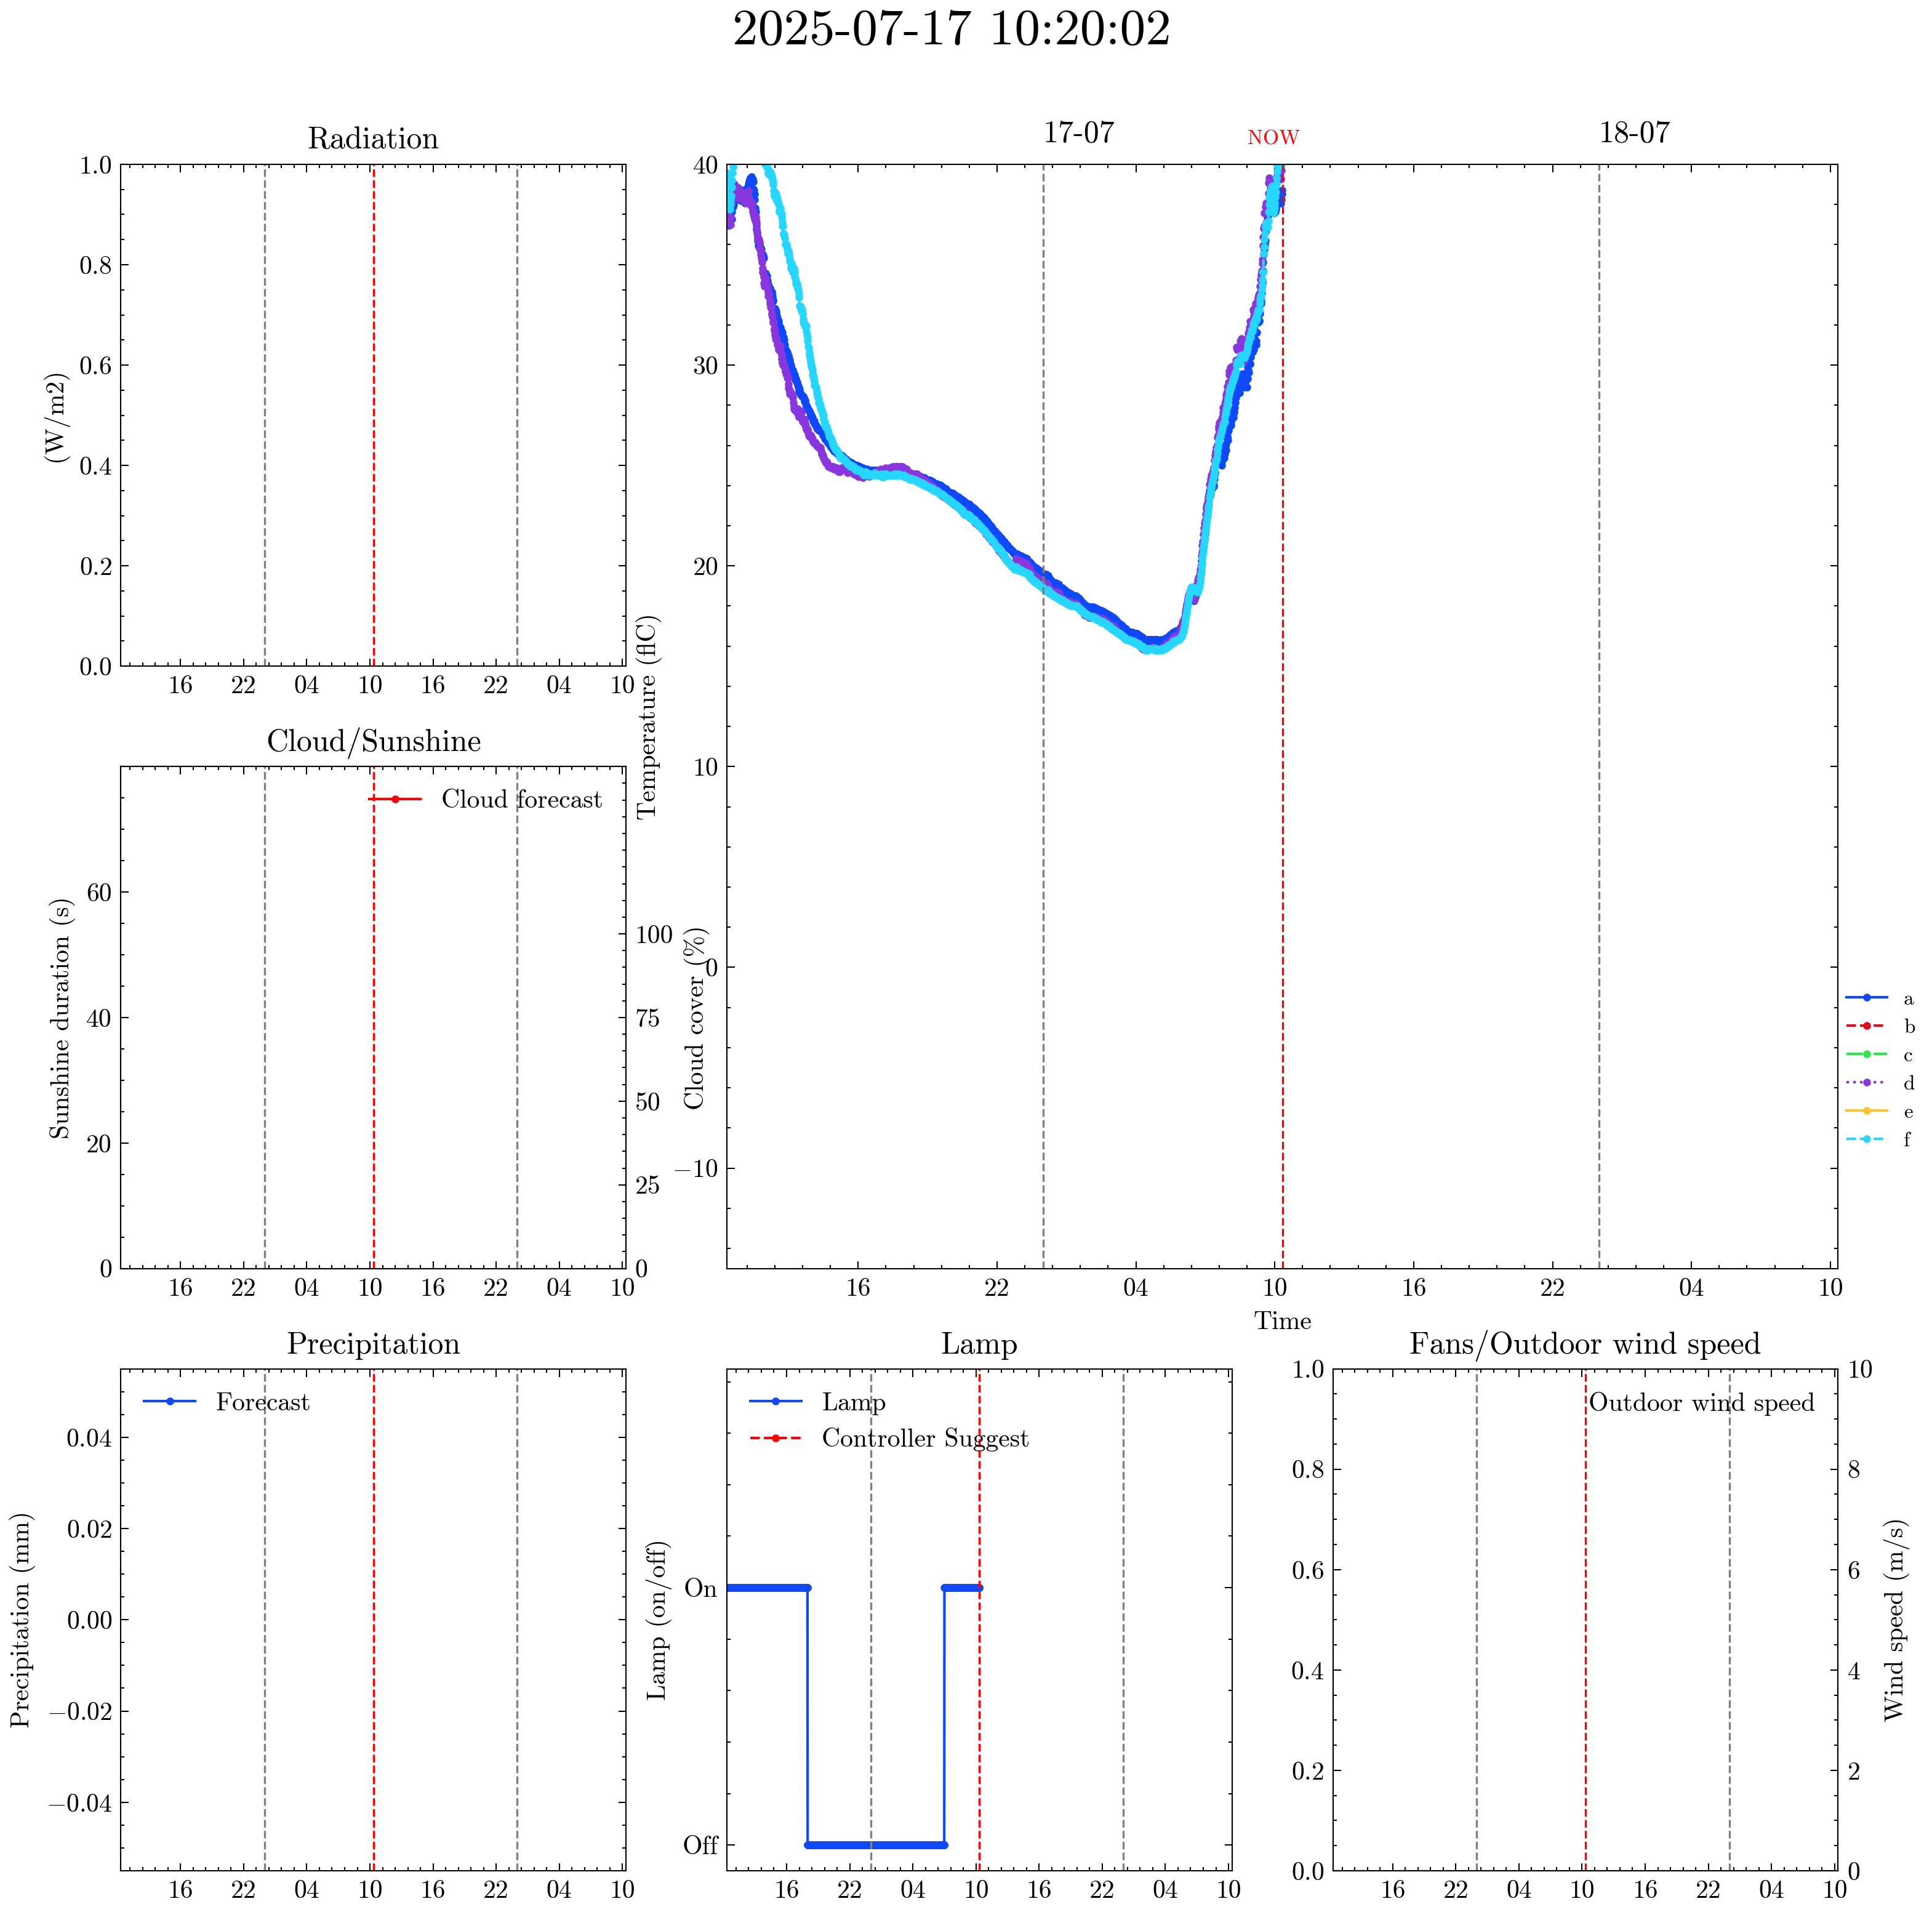 2025-07-17 10:20:02
Radiation
(W/m2)
1.0
0.8
0.6
0.4
0.2
0.0
16 22 04 10 16 22 04 10
17-07 NOW 18-07
Temperature (flC)
40
30
20
10
0
−10
16 22 04 10 16 22 04 10
Time
a
b
c
d
e
f
Cloud/Sunshine
Cloud forecast
Sunshine duration (s)
60
40
20
0
Cloud cover (%)
100
75
50
25
0
16 22 04 10 16 22 04 10
Precipitation
Forecast
Precipitation (mm)
0.04
0.02
0.00
−0.02
−0.04
16 22 04 10 16 22 04 10
Lamp
Lamp
Controller Suggest
Lamp (on/off)
On
Off
16 22 04 10 16 22 04 10
Fans/Outdoor wind speed
Outdoor wind speed
1.0
0.8
0.6
0.4
0.2
0.0
10
8
6
4
2
0
Wind speed (m/s)
16 22 04 10 16 22 04 10